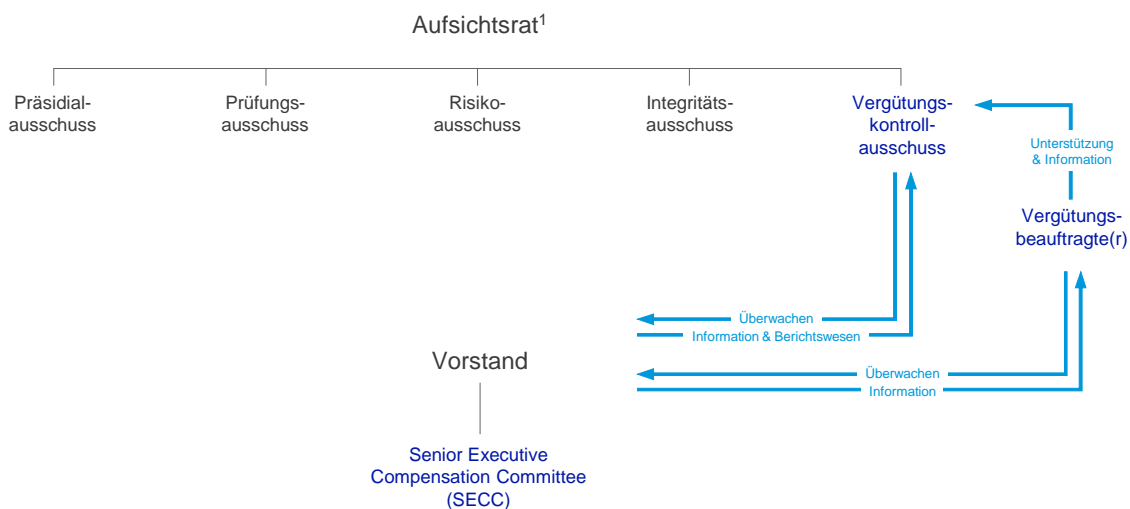 Aufsichtsrat1
Präsidial-
ausschuss
Prüfungs-
ausschuss
Risiko-
ausschuss
Integritäts-
ausschuss
Vergütungs-
kontroll-
ausschuss
Unterstützung
& Information
Vergütungs-
beauftragte(r)
Überwachen
Information & Berichtswesen
Vorstand
Überwachen
Information
Senior Executive
Compensation Committee
(SECC)